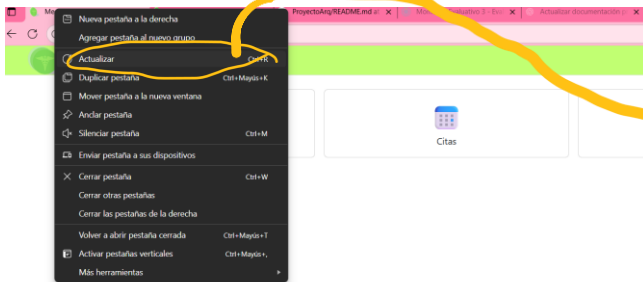 Me
ProyectoArq/README.md at
Actualizar documentación
Nueva pestaña a la derecha
Agregar pestaña al nuevo grupo
Actualizar Ctrl+R
Duplicar pestaña Ctrl+Mayús+K
Mover pestaña a la nueva ventana
Anclar pestaña
Silenciar pestaña Ctrl+M
Enviar pestaña a sus dispositivos
Cerrar pestaña Ctrl+W
Cerrar otras pestañas
Cerrar las pestañas de la derecha
Volver a abrir pestaña cerrada Ctrl+Mayús+T
Activar pestañas verticales Ctrl+Mayús+,
Más herramientas
Citas